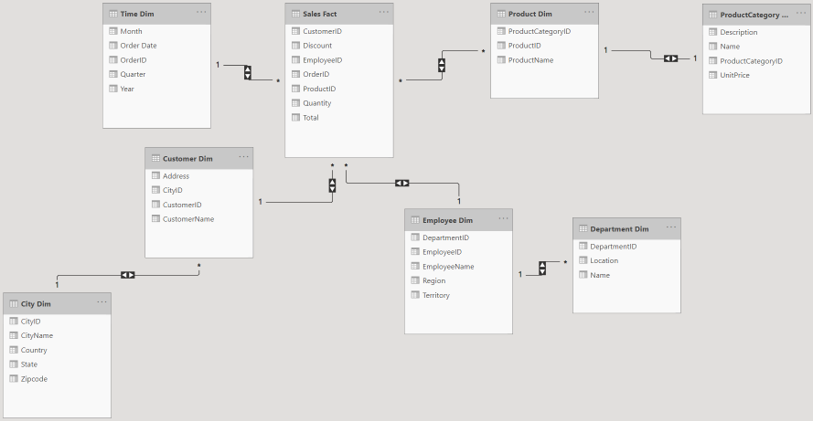 Time Dim
Month
Order Date
OrderID
Quarter
Year
Sales Fact
CustomerID
Discount
EmployeeID
OrderID
ProductID
Quantity
Total
Product Dim
ProductCategoryID
ProductID
ProductName
ProductCategory ...
Description
Name
ProductCategoryID
UnitPrice
1
*
*
*
1
1
Customer Dim
Address
CityID
CustomerID
CustomerName
*
*
1
1
Employee Dim
DepartmentID
EmployeeID
EmployeeName
Region
Territory
Department Dim
DepartmentID
Location
Name
1
*
*
1
City Dim
CityID
CityName
Country
State
Zipcode